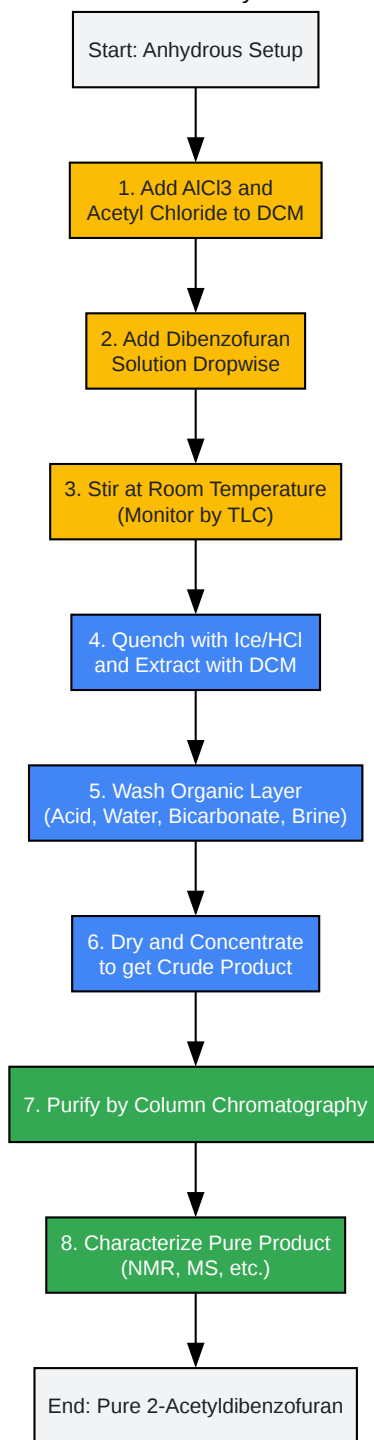 Start: Anhydrous Setup
1. Add AlCl3 and
Acetyl Chloride to DCM
2. Add Dibenzofuran
Solution Dropwise
3. Stir at Room Temperature
(Monitor by TLC)
4. Quench with Ice/HCl
and Extract with DCM
5. Wash Organic Layer
(Acid, Water, Bicarbonate, Brine)
6. Dry and Concentrate
to get Crude Product
7. Purify by Column Chromatography
8. Characterize Pure Product
(NMR, MS, etc.)
End: Pure 2-Acetyldibenzofuran